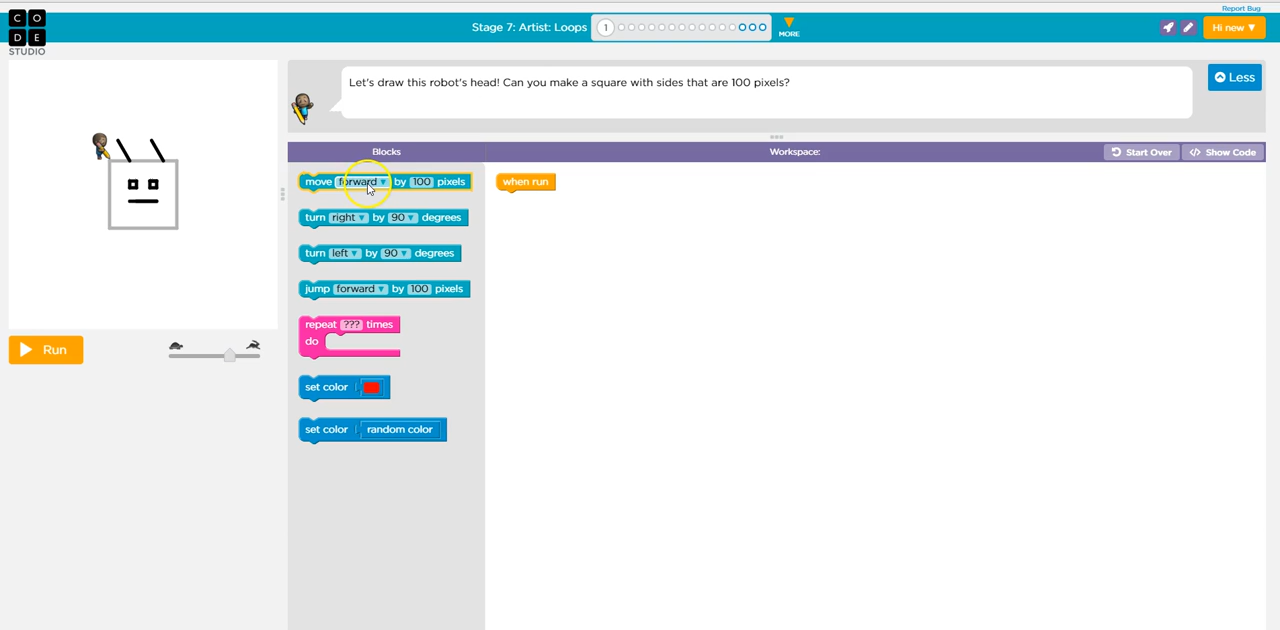 Report Bug
C O
D E
STUDIO
Stage 7: Artist: Loops
1
MORE
Hi new ▼
Let's draw this robot's head! Can you make a square with sides that are 100 pixels?
Less
Blocks
Workspace:
Start Over
</> Show Code
move forward ▼ by 100 pixels
when run
turn right ▼ by 90 ▼ degrees
turn left ▼ by 90 ▼ degrees
jump forward ▼ by 100 pixels
repeat ??? times
do
Run
set color
set color random color